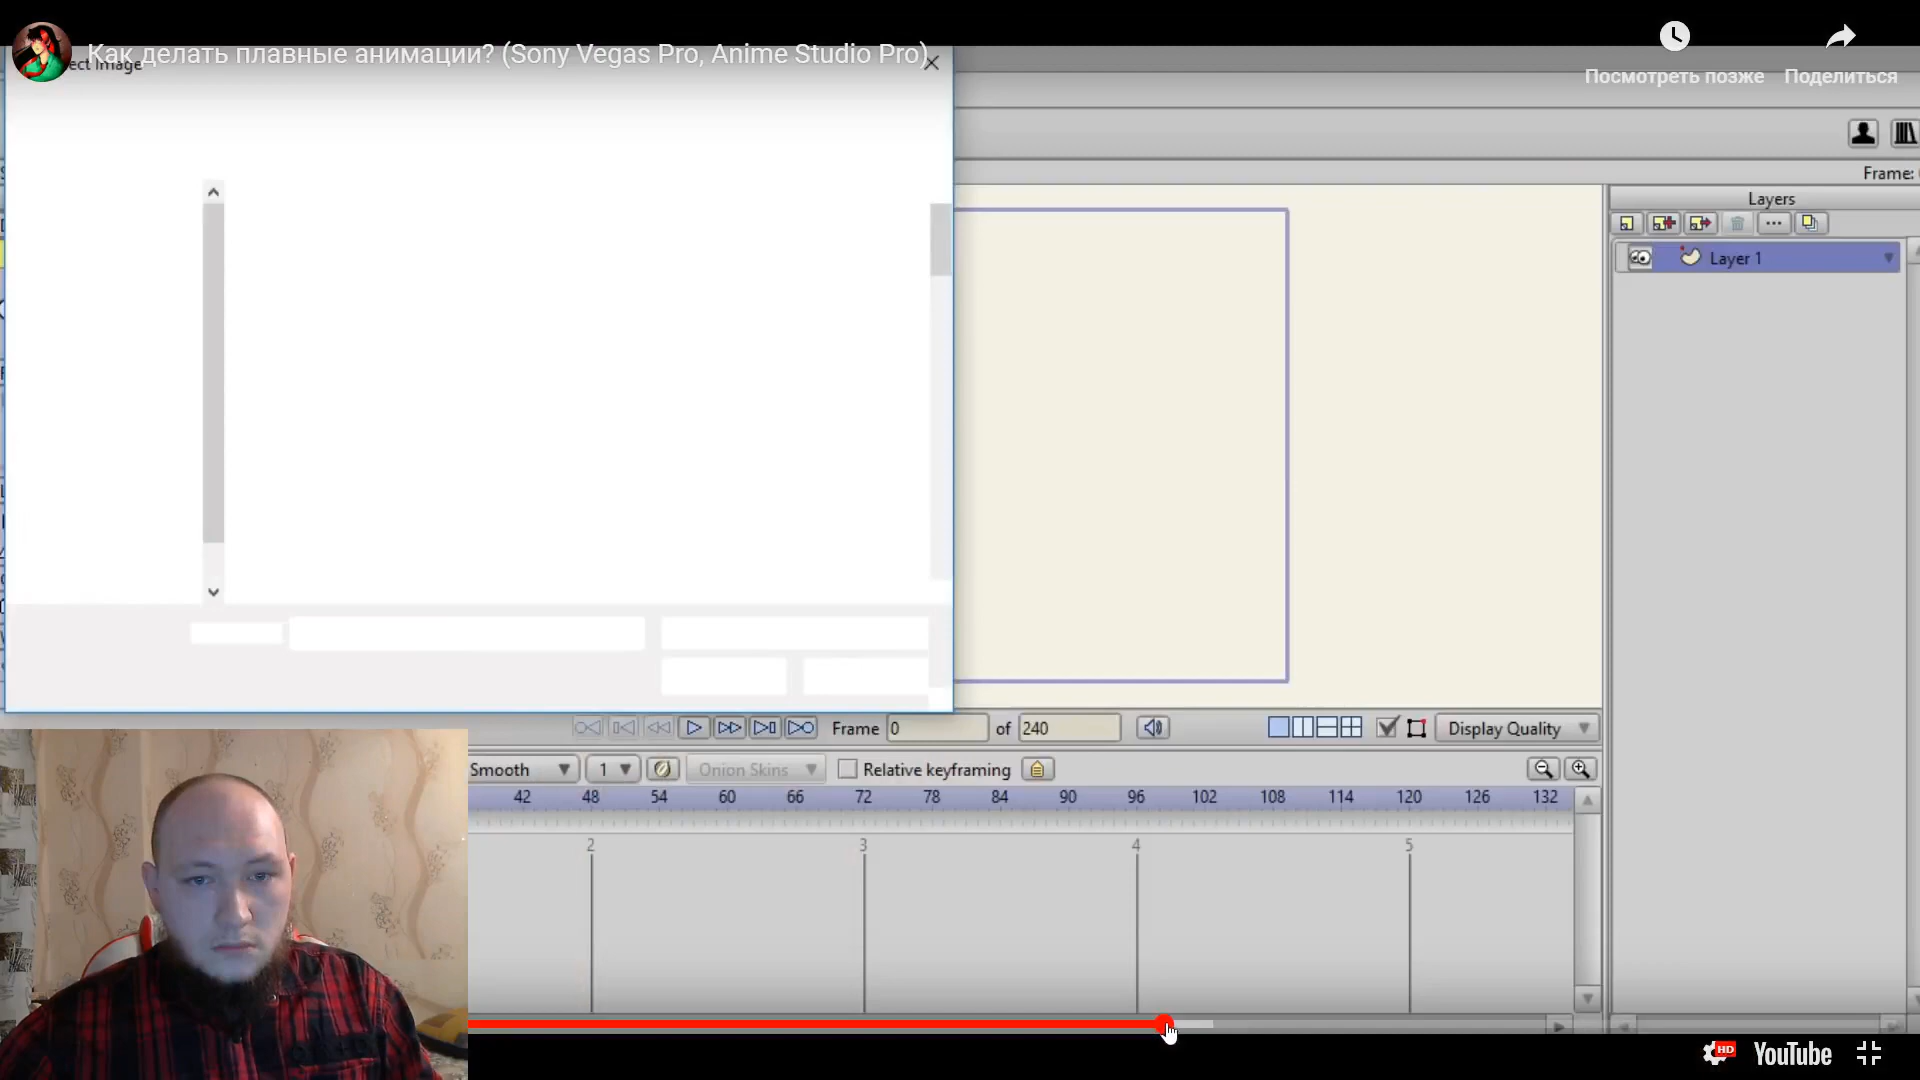 Как делать плавные анимации? (Sony Vegas Pro, Anime Studio Pro)
ect Image
Посмотреть позже
Поделиться
Frame:
Layers
Layer 1
Frame 0 of 240
Display Quality
Smooth
1
Onion Skins
Relative keyframing
42 48 54 60 66 72 78 84 90 96 102 108 114 120 126 132
2 3 4 5
HD
YouTube